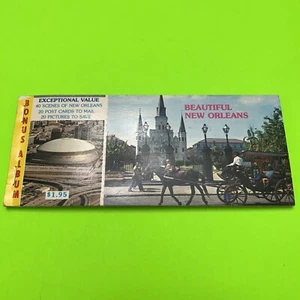 BONUS ALBUM
EXCEPTIONAL VALUE
40 SCENES OF NEW ORLEANS
20 POST CARDS TO MAIL
20 PICTURES TO SAVE
$1.95
BEAUTIFUL
NEW ORLEANS